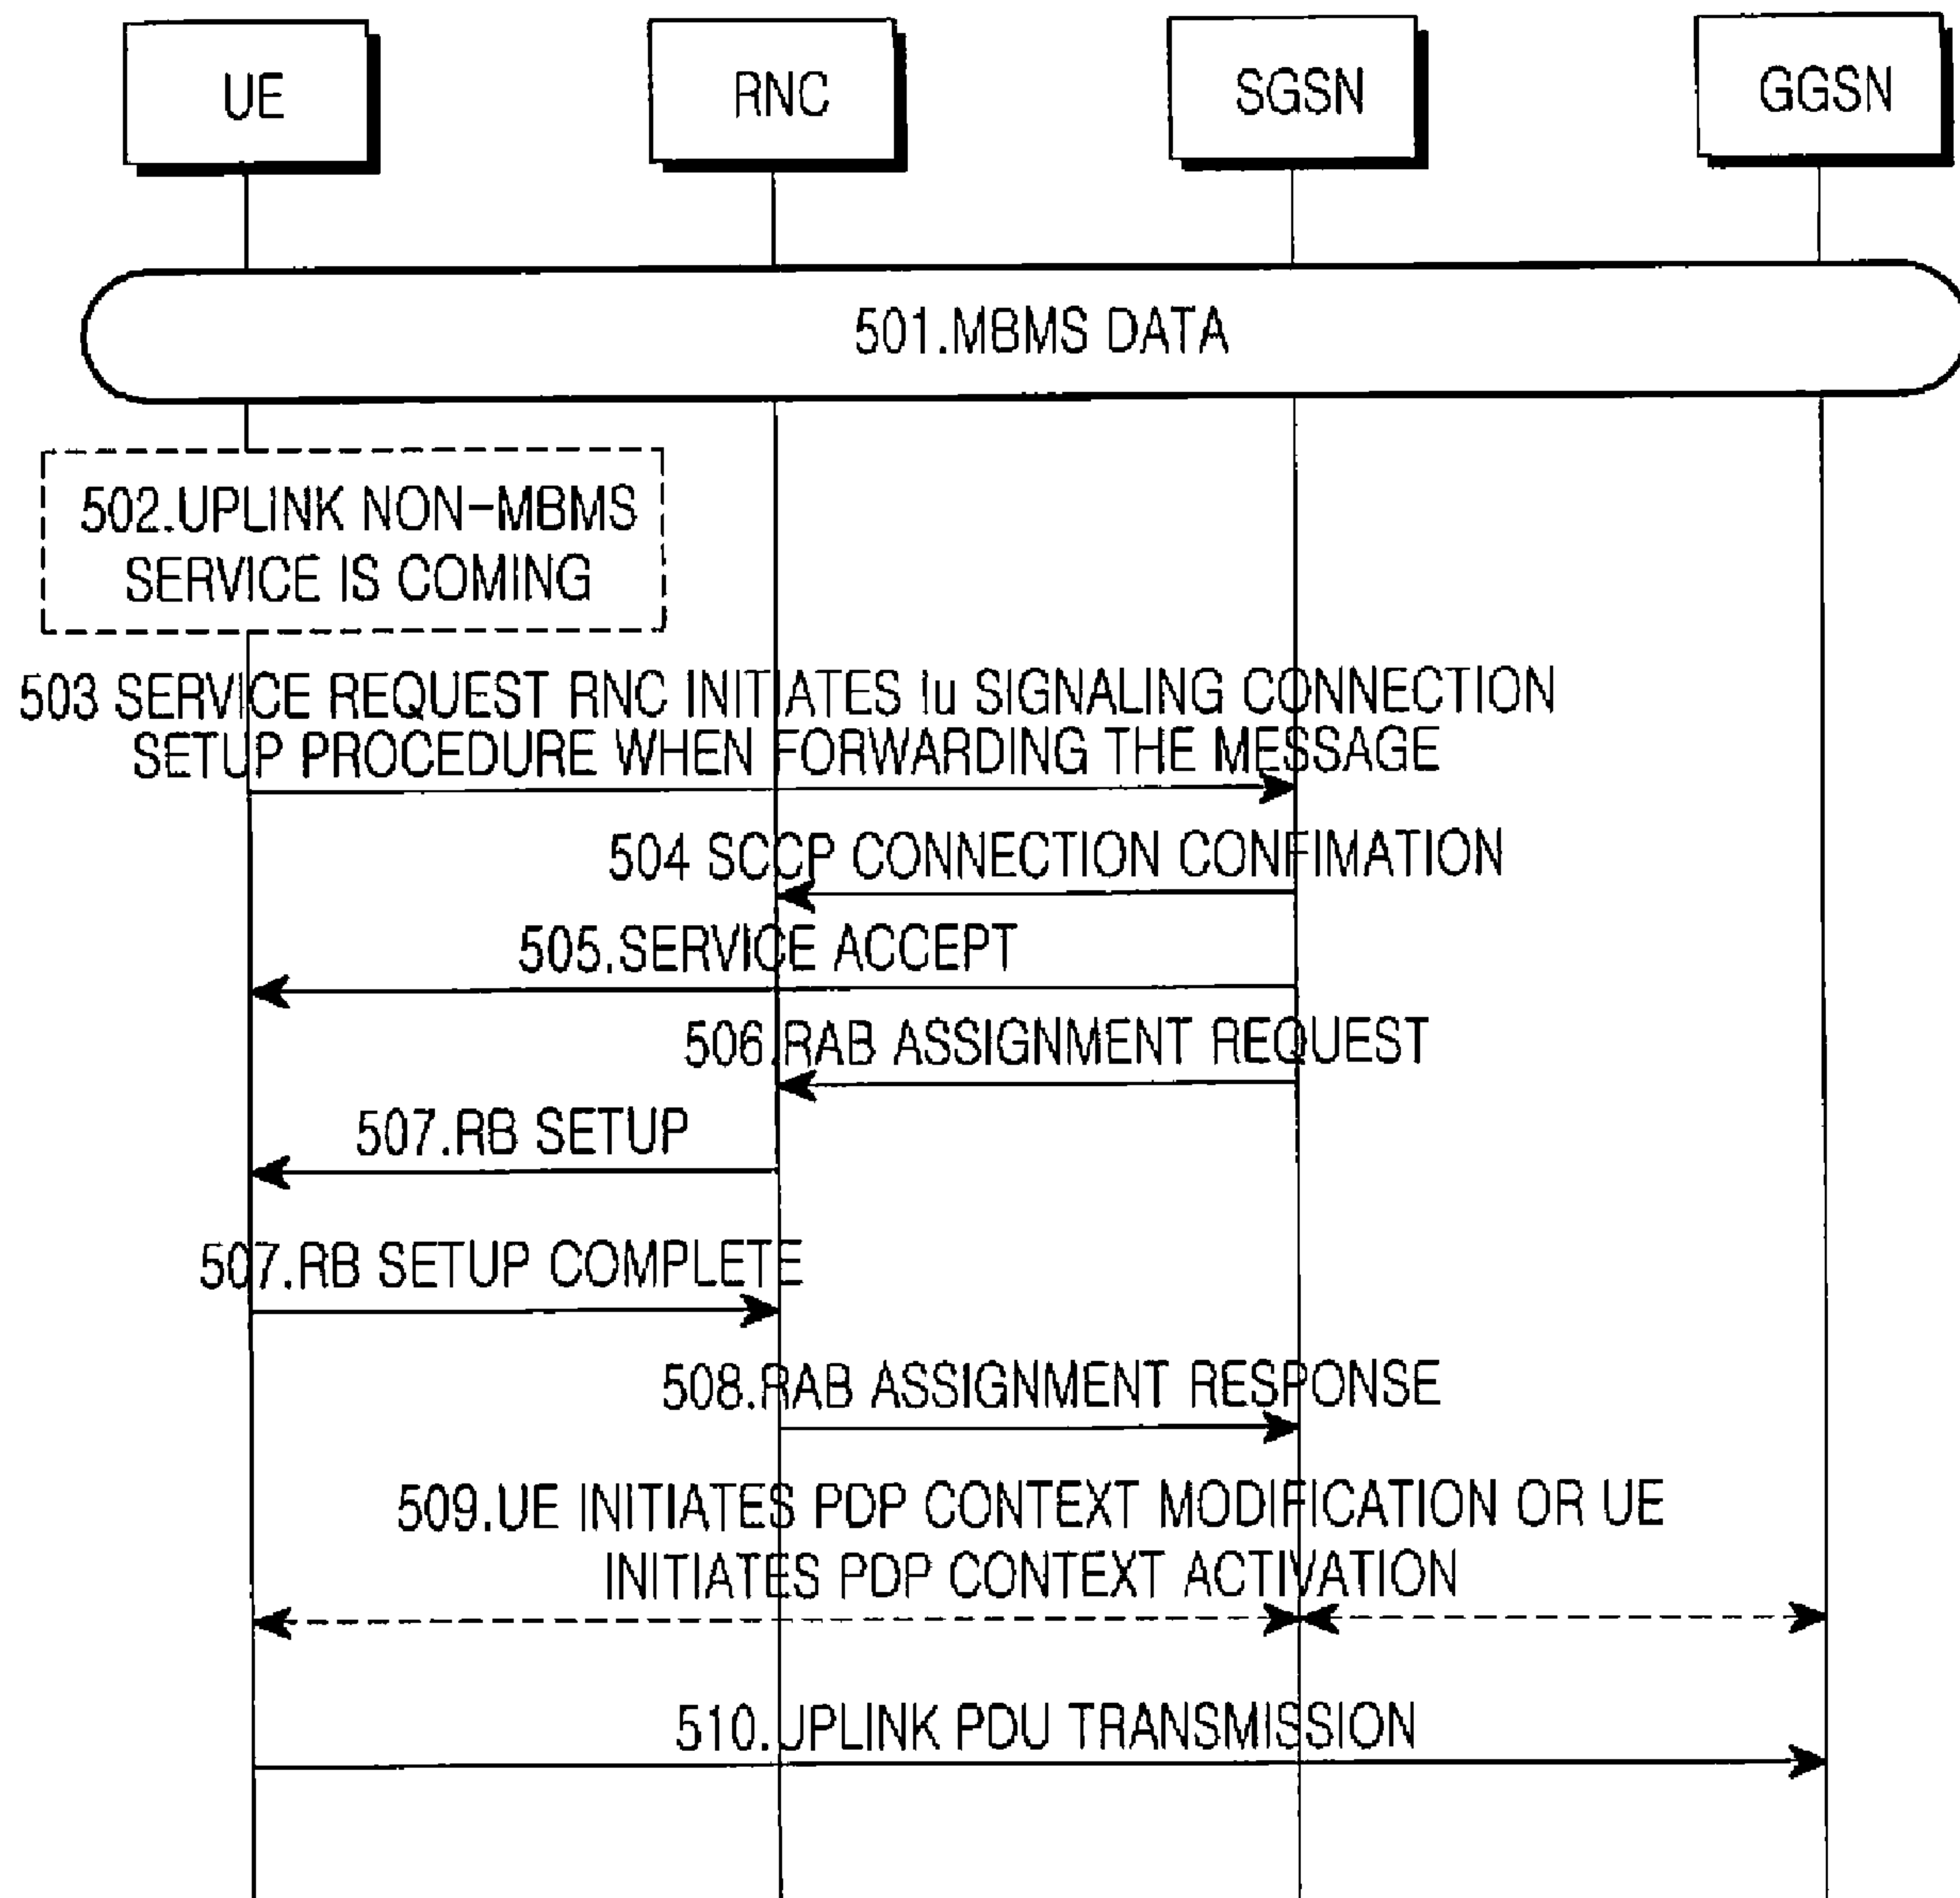 UE
RNC
SGSN
GGSN
501.MBMS DATA
502.UPLINK NON-MBMS
SERVICE IS COMING
503 SERVICE REQUEST RNC INITIATES Iu SIGNALING CONNECTION
SETUP PROCEDURE WHEN FORWARDING THE MESSAGE
504 SCCP CONNECTION CONFIMATION
505.SERVICE ACCEPT
506.RAB ASSIGNMENT REQUEST
507.RB SETUP
507.RB SETUP COMPLETE
508.RAB ASSIGNMENT RESPONSE
509.UE INITIATES PDP CONTEXT MODIFICATION OR UE
INITIATES PDP CONTEXT ACTIVATION
510.UPLINK PDU TRANSMISSION